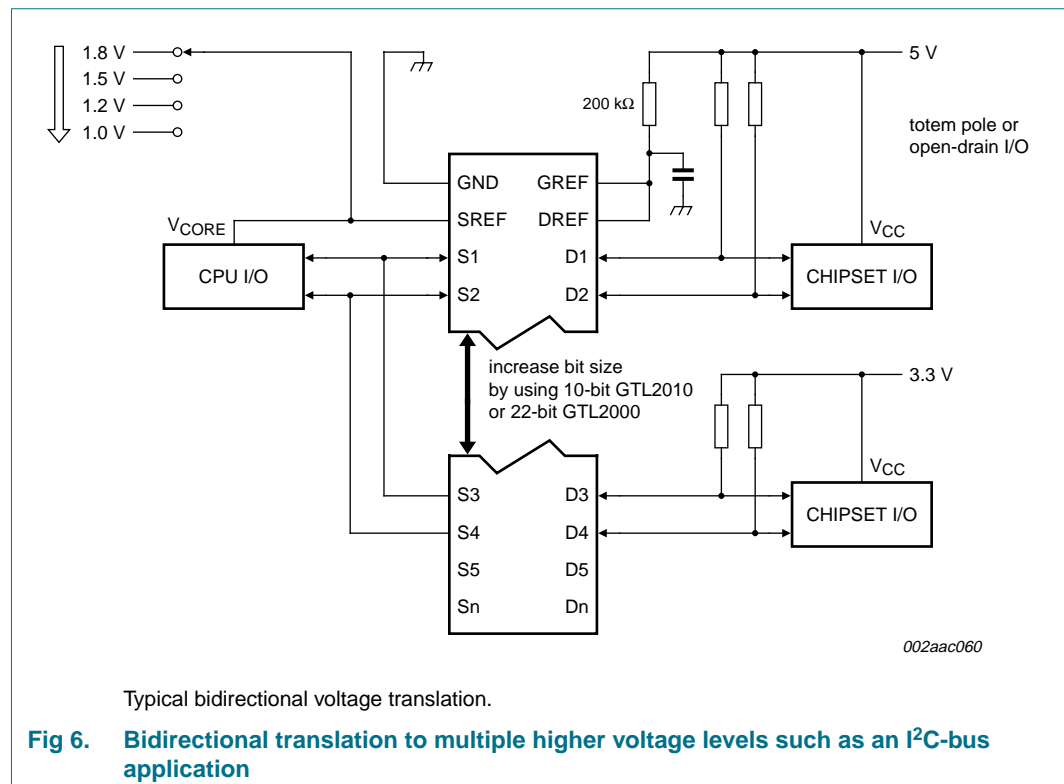 1.8 V
1.5 V
1.2 V
1.0 V
5 V
200 kΩ
totem pole or
open-drain I/O
GND
GREF
SREF
DREF
VCORE
VCC
S1
D1
CPU I/O
CHIPSET I/O
S2
D2
increase bit size
by using 10-bit GTL2010
or 22-bit GTL2000
3.3 V
VCC
S3
D3
CHIPSET I/O
S4
D4
S5
D5
Sn
Dn
002aac060
Typical bidirectional voltage translation.
Fig 6. Bidirectional translation to multiple higher voltage levels such as an I²C-bus
application